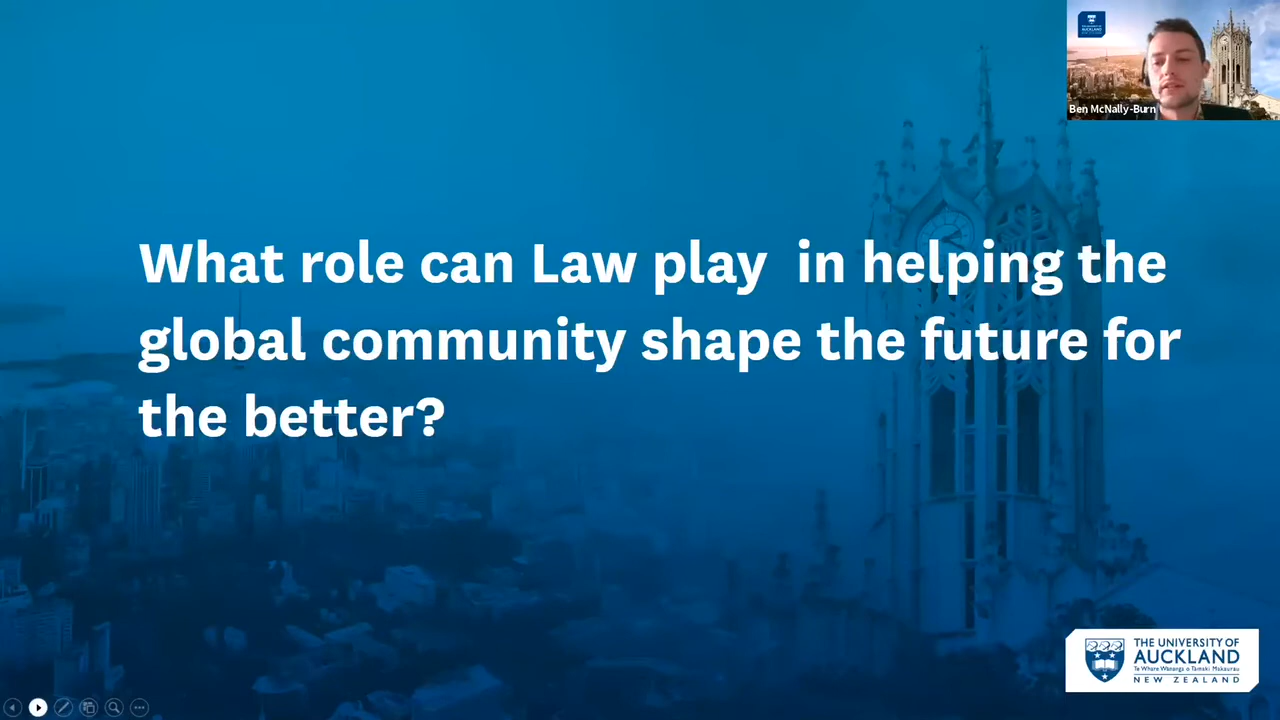 Ben McNally-Burn
What role can Law play  in helping the
global community shape the future for
the better?
THE UNIVERSITY OF
AUCKLAND
Te Whare Wānanga o Tāmaki Makaurau
NEW ZEALAND